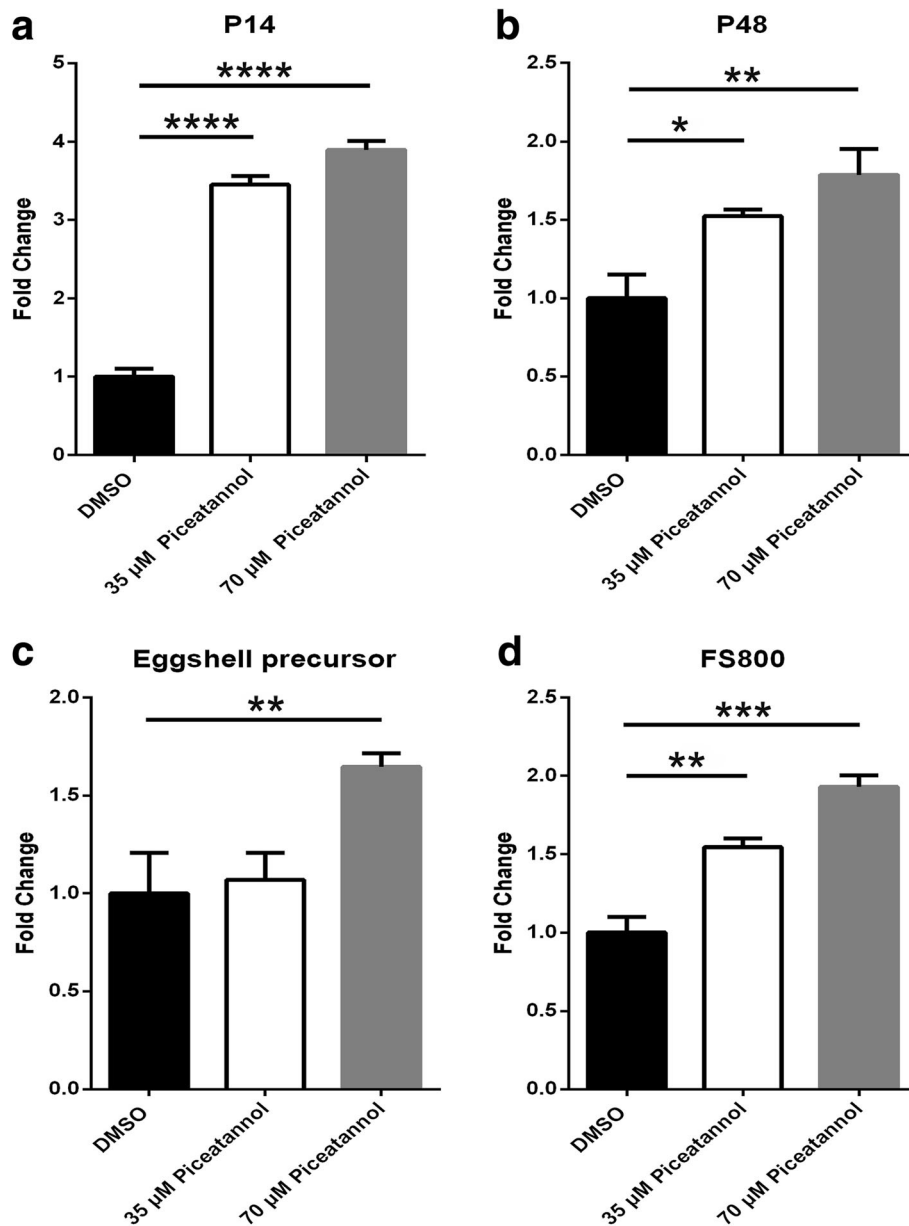 a
P14
5
4
3
2
1
0
Fold Change
****
****
DMSO
35 µM Piceatannol
70 µM Piceatannol
b
P48
2.5
2.0
1.5
1.0
0.5
0.0
Fold Change
**
*
DMSO
35 µM Piceatannol
70 µM Piceatannol
c
Eggshell precursor
2.0
1.5
1.0
0.5
0.0
Fold Change
**
DMSO
35 µM Piceatannol
70 µM Piceatannol
d
FS800
2.5
2.0
1.5
1.0
0.5
0.0
Fold Change
***
**
DMSO
35 µM Piceatannol
70 µM Piceatannol